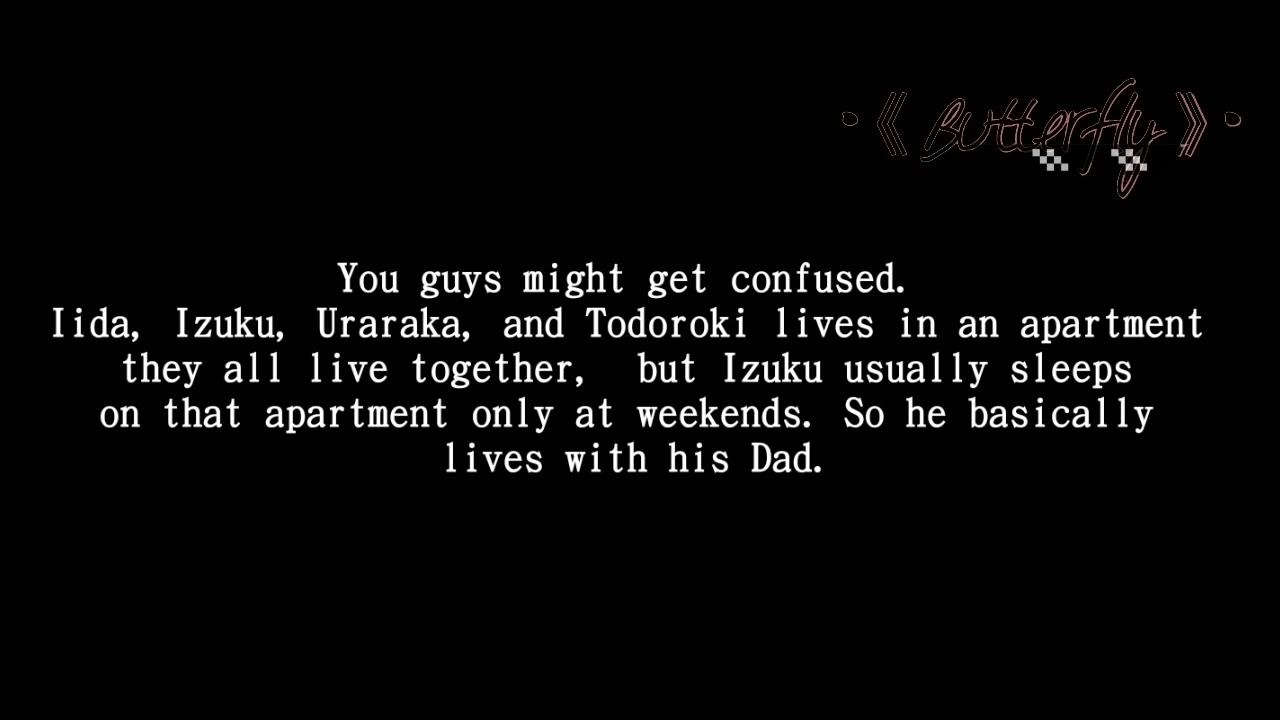 •《 Butterfly 》•
You guys might get confused.
Iida, Izuku, Uraraka, and Todoroki lives in an apartment
they all live together, but Izuku usually sleeps
on that apartment only at weekends. So he basically
lives with his Dad.